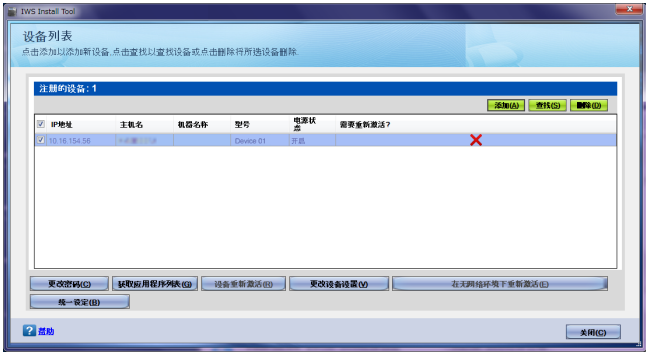 IWS Install Tool
设备列表
点击添加以添加新设备.点击查找以查找设备或点击删除将所选设备删除.
注册的设备: 1
添加(A) 查找(S) 删除(D)
IP地址 主机名 机器名称 型号 电源状态 需要重新激活?
10.16.154.56 Device 01 开启
更改密码(C) 获取应用程序列表(G) 设备重新激活(R) 更改设备设置(V) 在无网络环境下重新激活(E)
统一设定(B)
帮助 关闭(C)